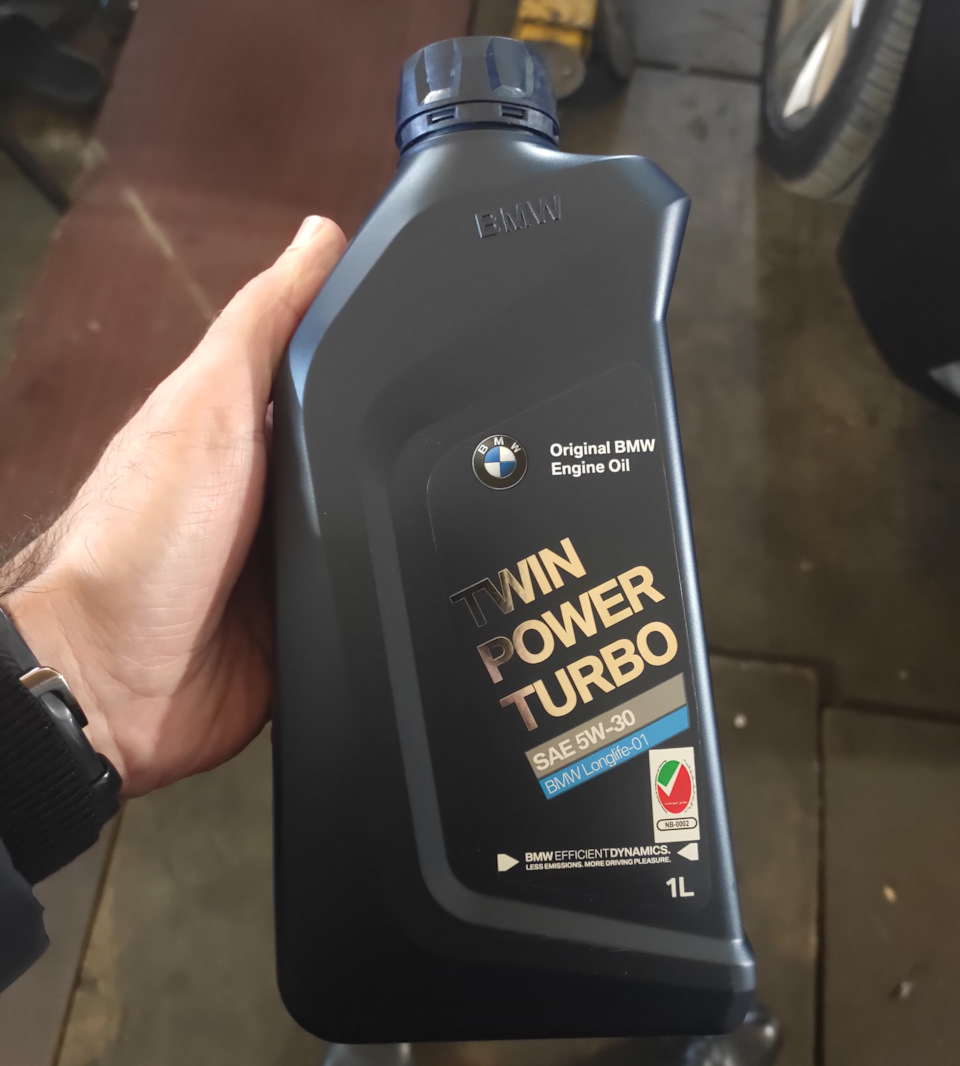 BMW
BMW
Original BMW
Engine Oil
TWIN
POWER
TURBO
SAE 5W-30
BMW Longlife-01
NB-0002
BMW EFFICIENTDYNAMICS.
LESS EMISSIONS. MORE DRIVING PLEASURE.
1L